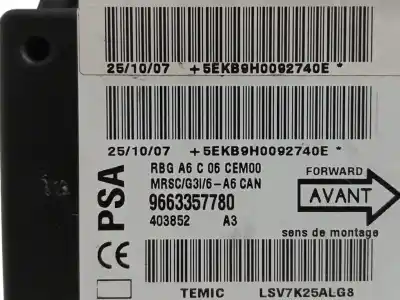 25/10/07 +5EKB9H0092740E *
25/10/07 +5EKB9H0092740E *
PSA
RBG A6 C 06 CEM00
MRSC/G3I/6-A6 CAN
9663357780
403852 A3
FORWARD
AVANT
sens de montage
CE
TEMIC LSV7K25ALG8